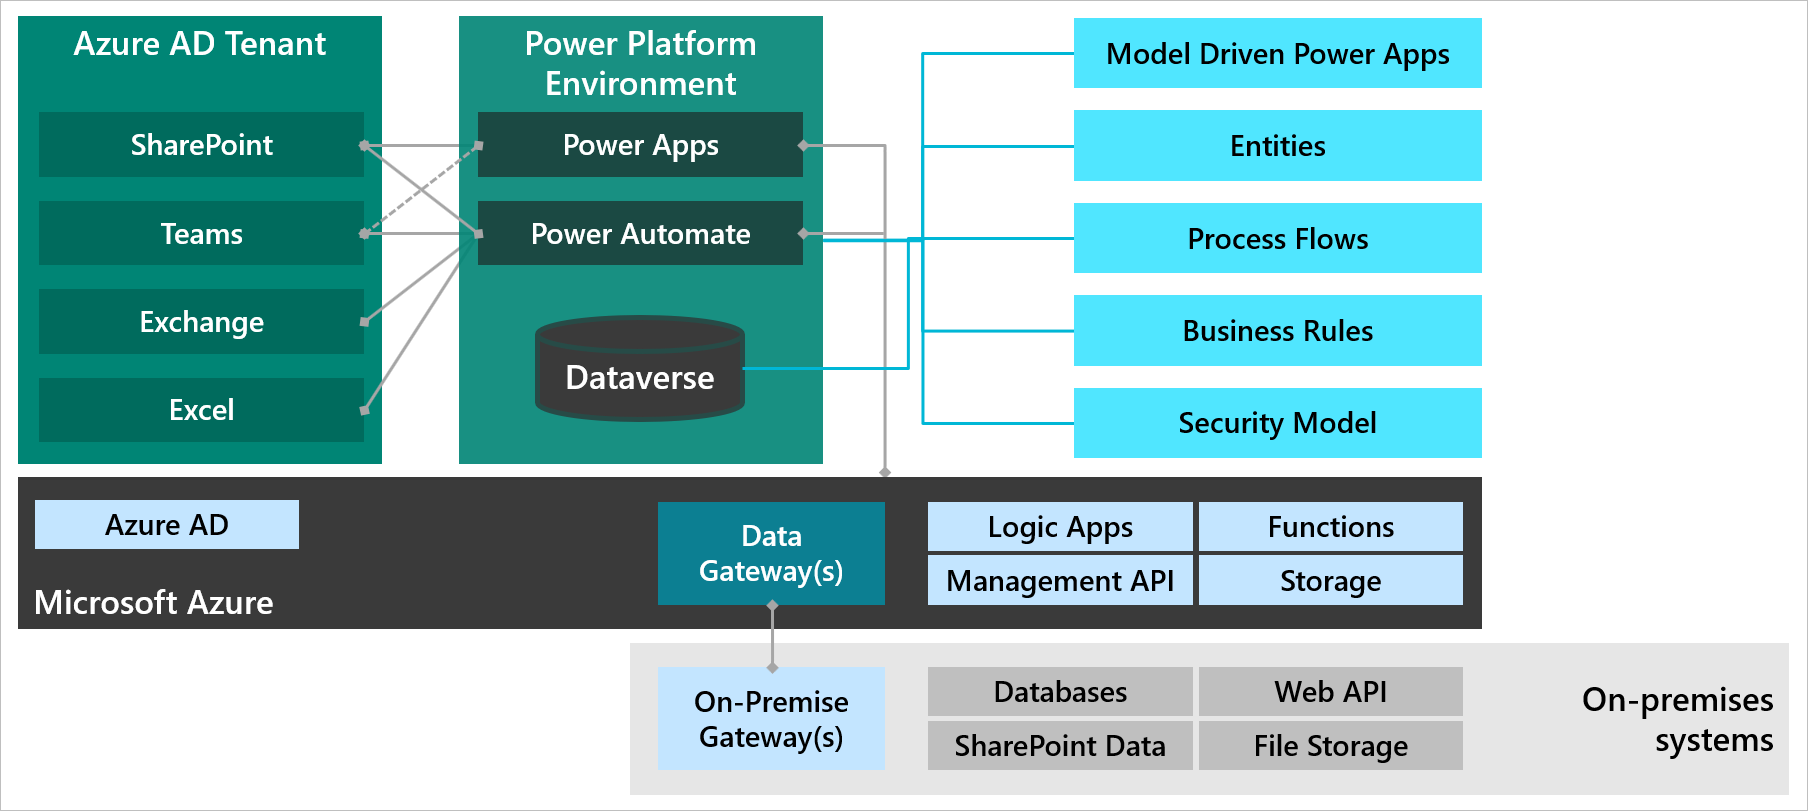 Azure AD Tenant
SharePoint
Teams
Exchange
Excel
Power Platform
Environment
Power Apps
Power Automate
Dataverse
Model Driven Power Apps
Entities
Process Flows
Business Rules
Security Model
Azure AD
Microsoft Azure
Data
Gateway(s)
Logic Apps
Functions
Management API
Storage
On-Premise
Gateway(s)
Databases
Web API
SharePoint Data
File Storage
On-premises
systems